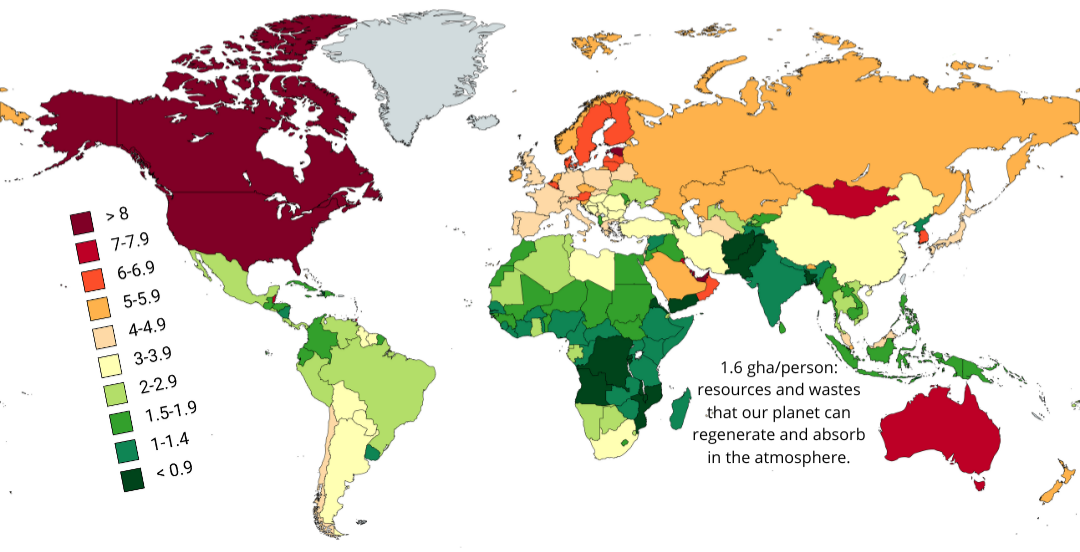 > 8
7-7.9
6-6.9
5-5.9
4-4.9
3-3.9
2-2.9
1.5-1.9
1-1.4
< 0.9
1.6 gha/person:
resources and wastes
that our planet can
regenerate and absorb
in the atmosphere.